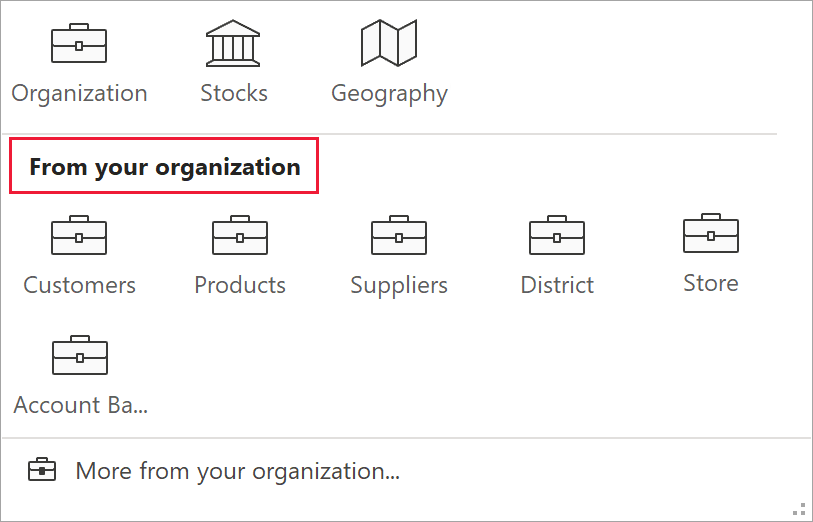 Organization Stocks Geography
From your organization
Customers Products Suppliers District Store
Account Ba...
More from your organization...